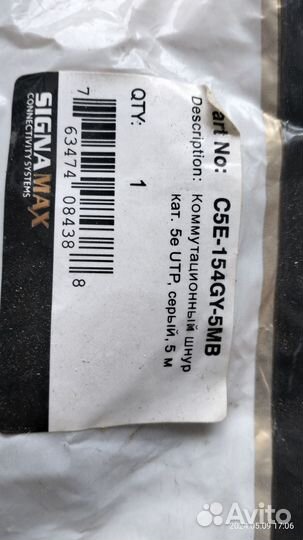 art No: C5E-154GY-5MB
Description: Коммутационный шнур
кат. 5e UTP, серый, 5 м
QTY: 1
7 63474 08438 8
SIGNAMAX
CONNECTIVITY SYSTEMS
2024.05.09 17:06
Avito